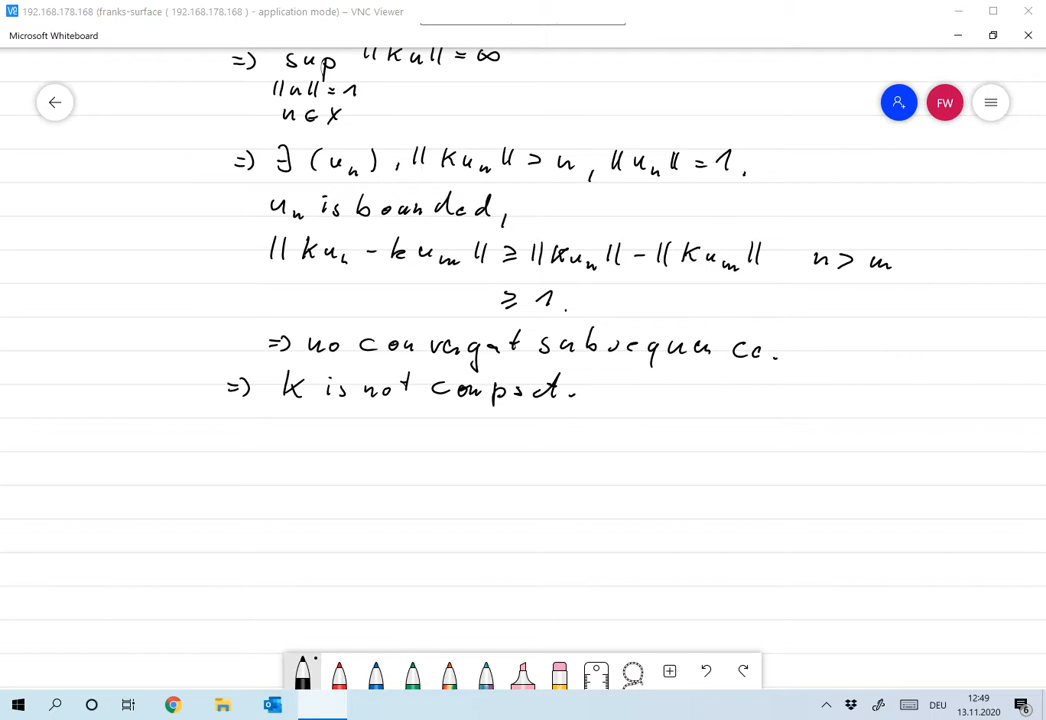 192.168.178.168 (franks-surface ( 192.168.178.168 ) - application mode) – VNC Viewer
Microsoft Whiteboard
=> sup ||Ku|| = ∞
||u|| = 1
u ∈ X
FW
=> ∃ (u_n), ||Ku_n|| > n, ||u_n|| = 1.
u_n is bounded,
||Ku_n - Ku_m|| ≥ ||Ku_n|| - ||Ku_m|| n > m
≥ 1.
=> no convergent subsequence.
=> K is not compact.
DEU
12:49
13.11.2020
6